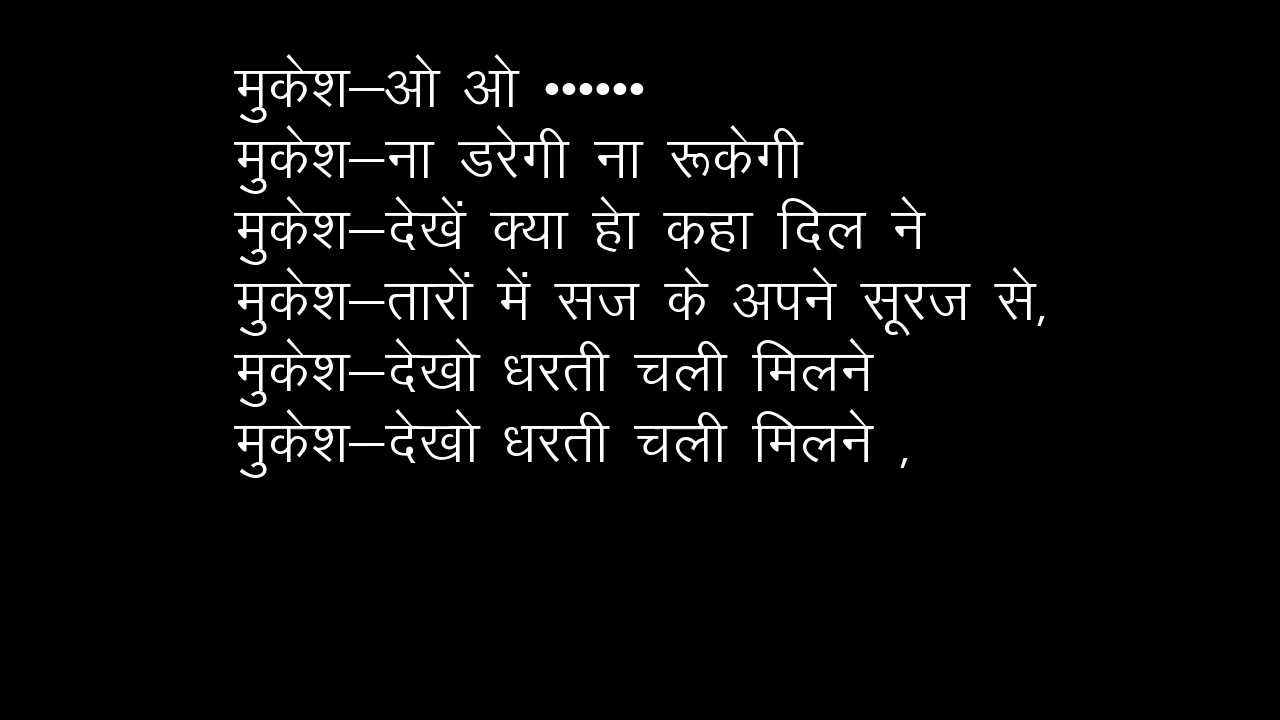 मुकेश—ओ ओ ••••••
मुकेश—ना डरेगी ना रूकेगी
मुकेश—देखें क्या हेा कहा दिल ने
मुकेश—तारों में सज के अपने सूरज से,
मुकेश—देखो धरती चली मिलने
मुकेश—देखो धरती चली मिलने ,